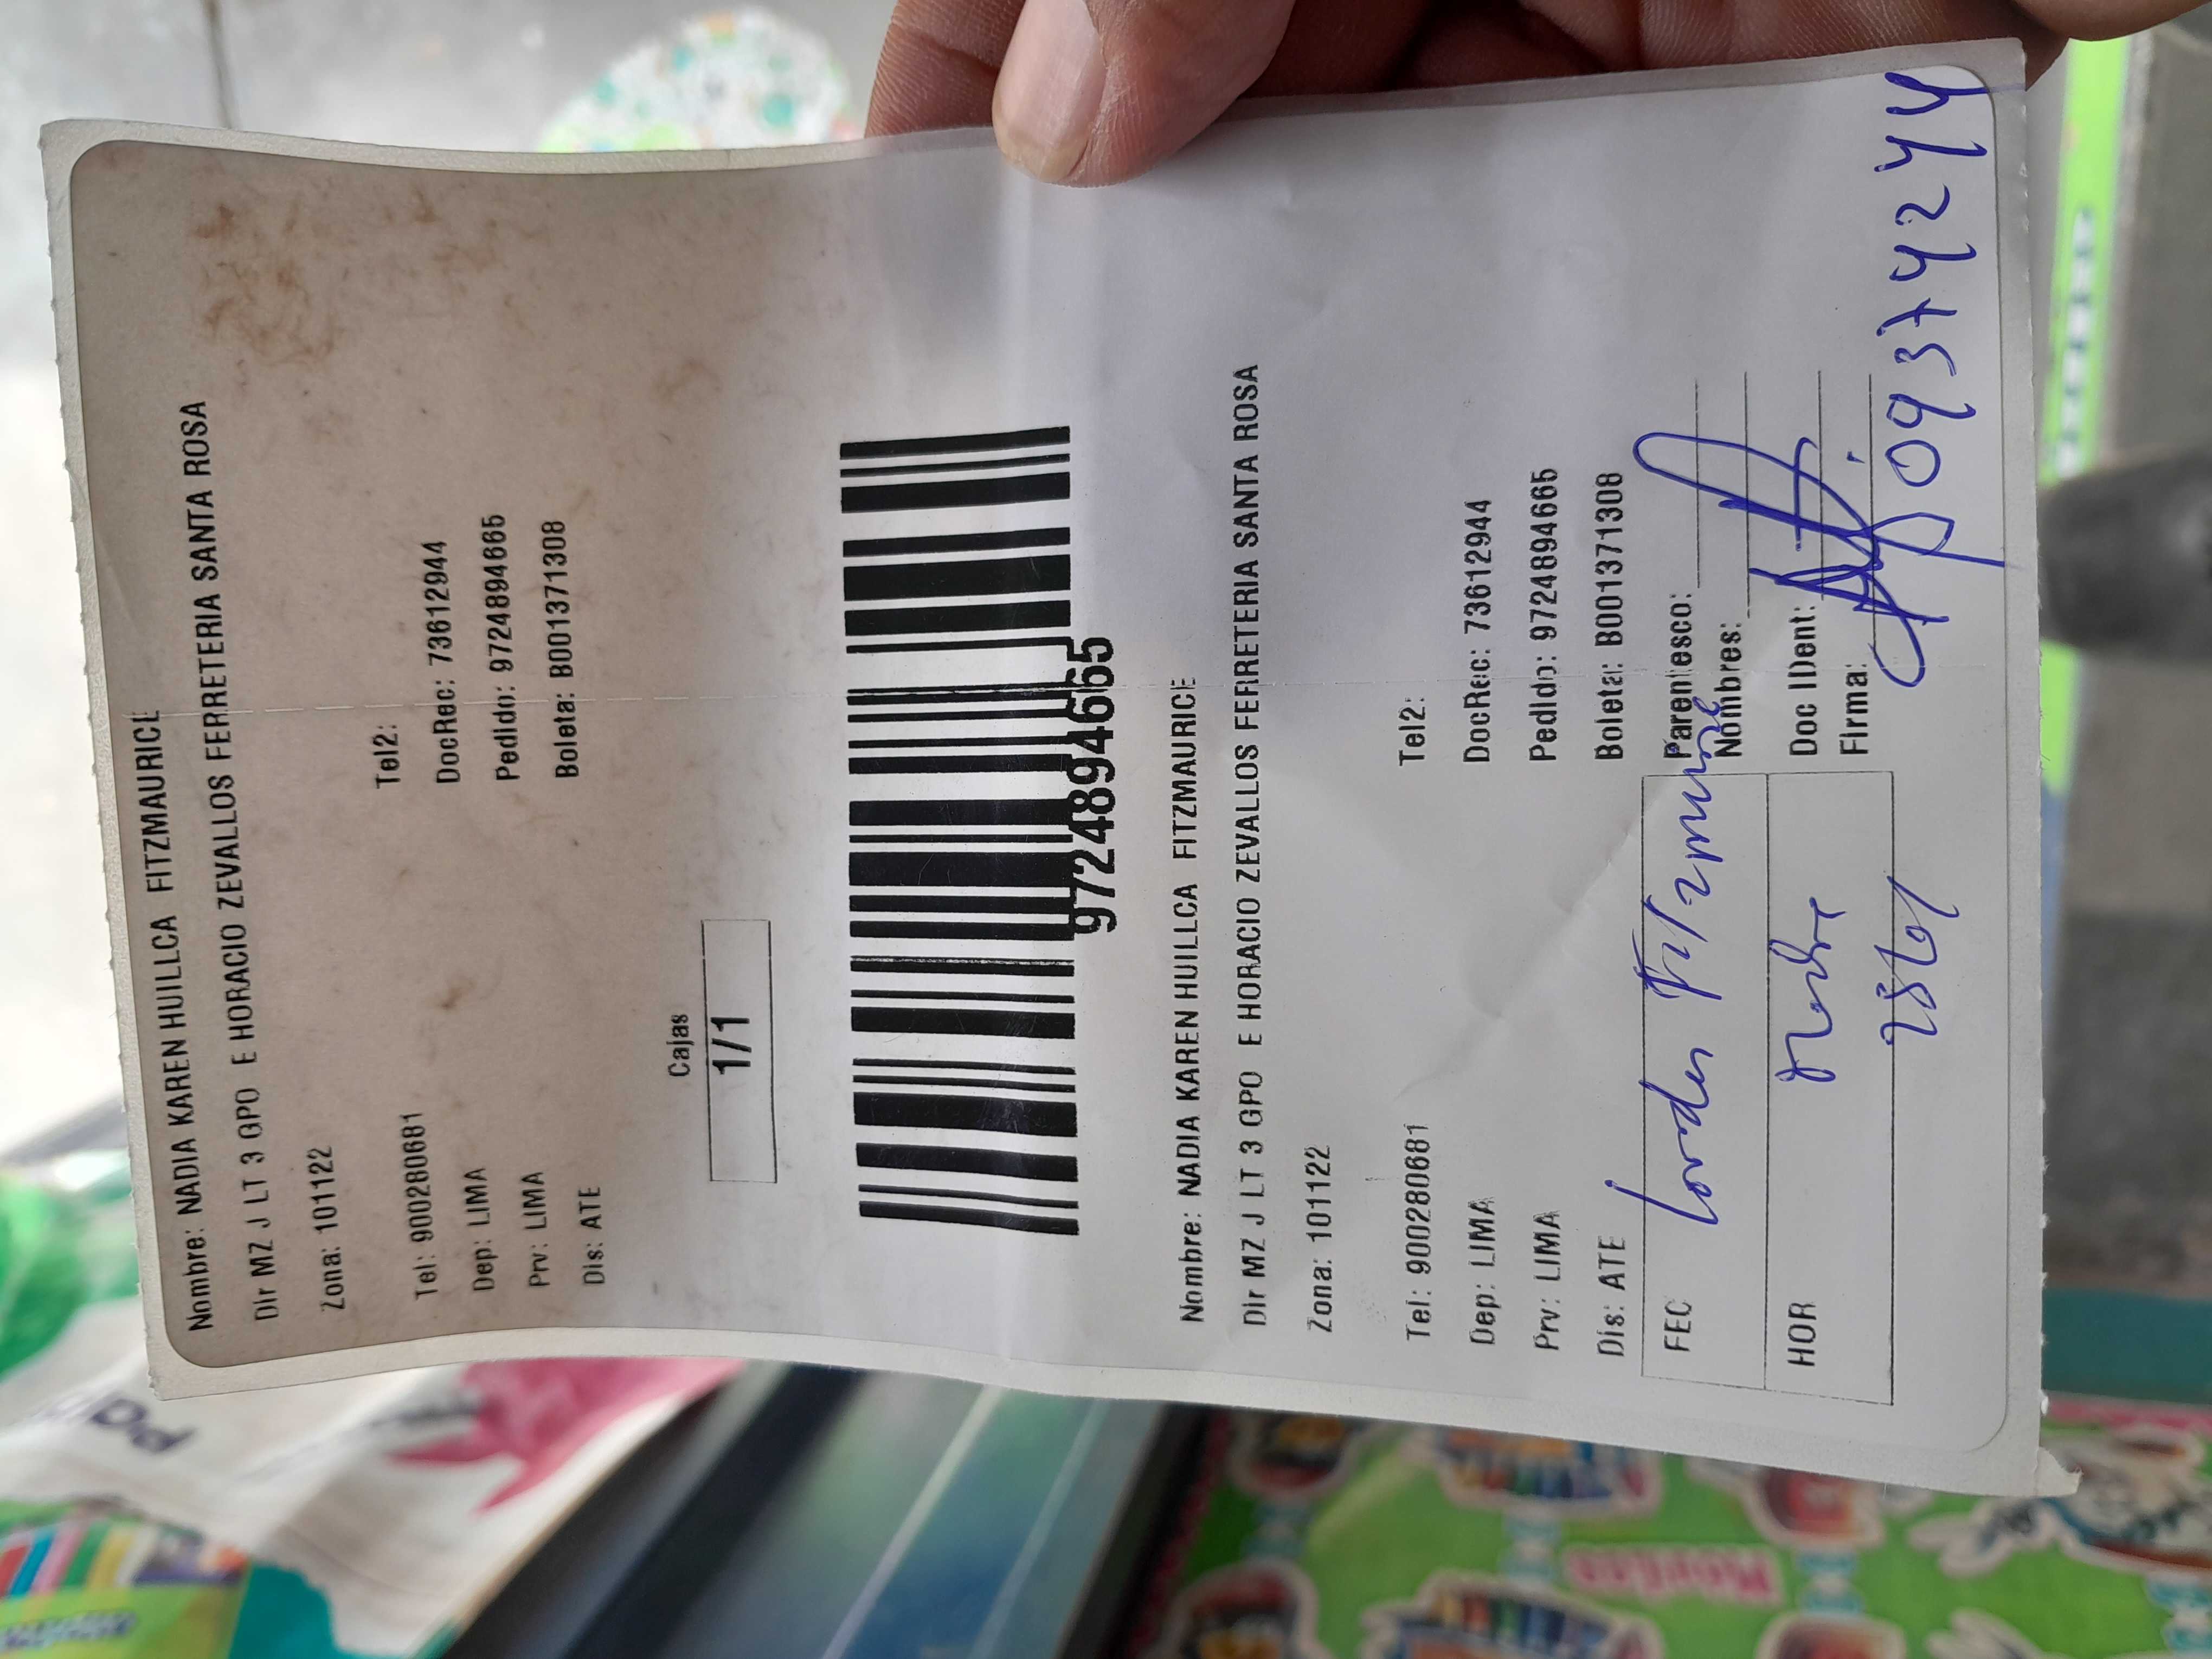 Nombre: NADIA KAREN HUILLCA FITZMAURICE
Dir MZ J LT 3 GPO E HORACIO ZEVALLOS FERRETERIA SANTA ROSA
Zona: 101122
Tel: 900280681 Tel2:
Dep: LIMA DocRec: 73612944
Prv: LIMA Pedido: 9724894665
Dis: ATE Boleta: B001371308
Cajas
1/1
9724894665
Nombre: NADIA KAREN HUILLCA FITZMAURICE
Dir MZ J LT 3 GPO E HORACIO ZEVALLOS FERRETERIA SANTA ROSA
Zona: 101122
Tel: 900280681 Tel2:
Dep: LIMA DocRec: 73612944
Prv: LIMA Pedido: 9724894665
Dis: ATE Boleta: B001371308
FEC Parentesco:
Nombres:
HOR Madre Doc IDent:
Firma:
09374244